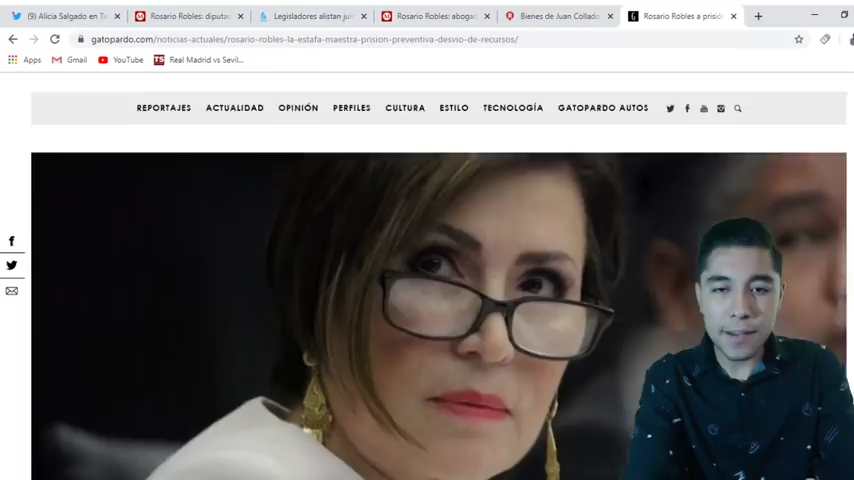 (9) Alicia Salgado en Tw
Rosario Robles: diputad
Legisladores alistan juic
Rosario Robles: abogad
Bienes de Juan Collado
Rosario Robles a prisió
gatopardo.com/noticias-actuales/rosario-robles-la-estafa-maestra-prision-preventiva-desvio-de-recursos/
Apps Gmail YouTube TS Real Madrid vs Sevil...
REPORTAJES ACTUALIDAD OPINIÓN PERFILES CULTURA ESTILO TECNOLOGÍA GATOPARDO AUTOS